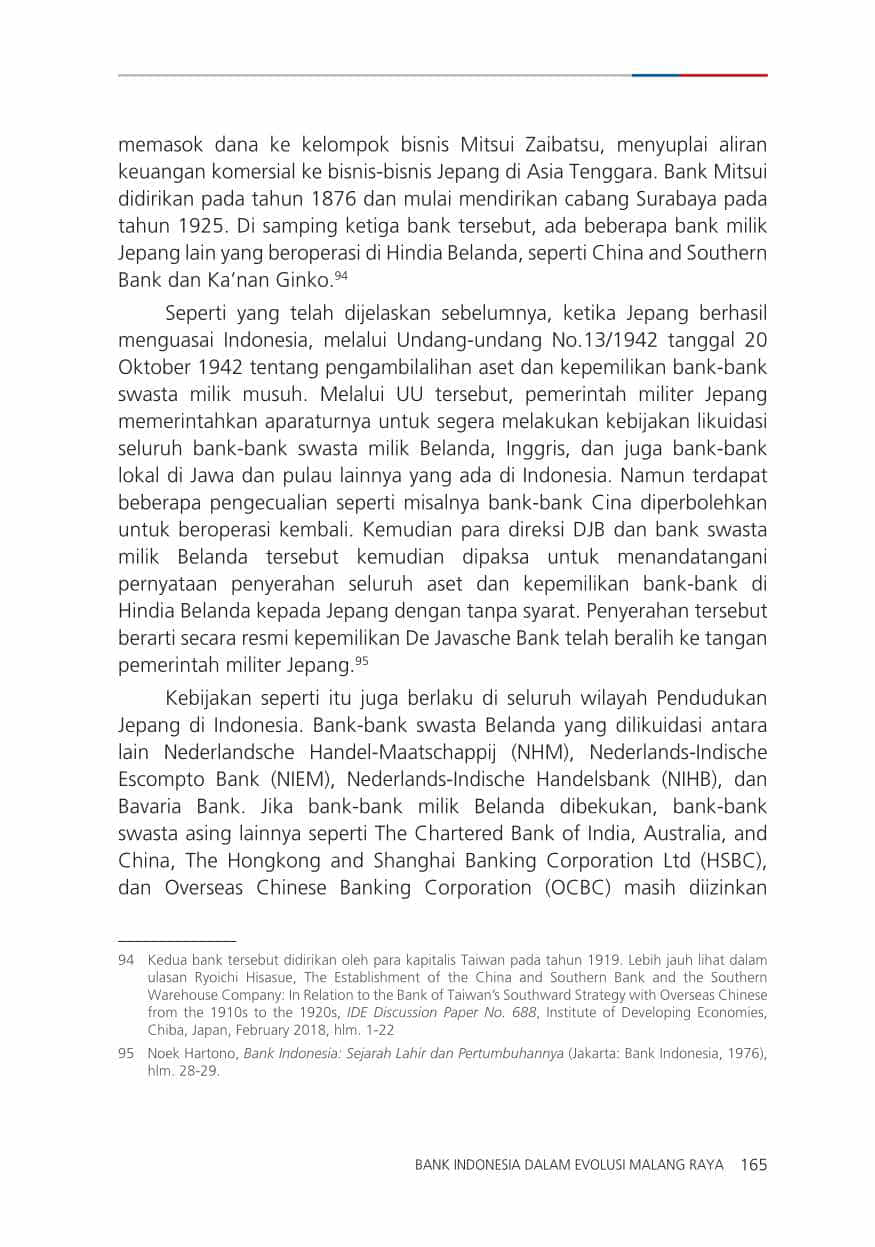 memasok dana ke kelompok bisnis Mitsui Zaibatsu, menyuplai aliran
keuangan komersial ke bisnis-bisnis Jepang di Asia Tenggara. Bank Mitsui
didirikan pada tahun 1876 dan mulai mendirikan cabang Surabaya pada
tahun 1925. Di samping ketiga bank tersebut, ada beberapa bank milik
Jepang lain yang beroperasi di Hindia Belanda, seperti China and Southern
Bank dan Ka’nan Ginko.⁹⁴
Seperti yang telah dijelaskan sebelumnya, ketika Jepang berhasil
menguasai Indonesia, melalui Undang-undang No.13/1942 tanggal 20
Oktober 1942 tentang pengambilalihan aset dan kepemilikan bank-bank
swasta milik musuh. Melalui UU tersebut, pemerintah militer Jepang
memerintahkan aparaturnya untuk segera melakukan kebijakan likuidasi
seluruh bank-bank swasta milik Belanda, Inggris, dan juga bank-bank
lokal di Jawa dan pulau lainnya yang ada di Indonesia. Namun terdapat
beberapa pengecualian seperti misalnya bank-bank Cina diperbolehkan
untuk beroperasi kembali. Kemudian para direksi DJB dan bank swasta
milik Belanda tersebut kemudian dipaksa untuk menandatangani
pernyataan penyerahan seluruh aset dan kepemilikan bank-bank di
Hindia Belanda kepada Jepang dengan tanpa syarat. Penyerahan tersebut
berarti secara resmi kepemilikan De Javasche Bank telah beralih ke tangan
pemerintah militer Jepang.⁹⁵
Kebijakan seperti itu juga berlaku di seluruh wilayah Pendudukan
Jepang di Indonesia. Bank-bank swasta Belanda yang dilikuidasi antara
lain Nederlandsche Handel-Maatschappij (NHM), Nederlands-Indische
Escompto Bank (NIEM), Nederlands-Indische Handelsbank (NIHB), dan
Bavaria Bank. Jika bank-bank milik Belanda dibekukan, bank-bank
swasta asing lainnya seperti The Chartered Bank of India, Australia, and
China, The Hongkong and Shanghai Banking Corporation Ltd (HSBC),
dan Overseas Chinese Banking Corporation (OCBC) masih diizinkan
94 Kedua bank tersebut didirikan oleh para kapitalis Taiwan pada tahun 1919. Lebih jauh lihat dalam
ulasan Ryoichi Hisasue, The Establishment of the China and Southern Bank and the Southern
Warehouse Company: In Relation to the Bank of Taiwan’s Southward Strategy with Overseas Chinese
from the 1910s to the 1920s, IDE Discussion Paper No. 688, Institute of Developing Economies,
Chiba, Japan, February 2018, hlm. 1-22
95 Noek Hartono, Bank Indonesia: Sejarah Lahir dan Pertumbuhannya (Jakarta: Bank Indonesia, 1976),
hlm. 28-29.
BANK INDONESIA DALAM EVOLUSI MALANG RAYA 165